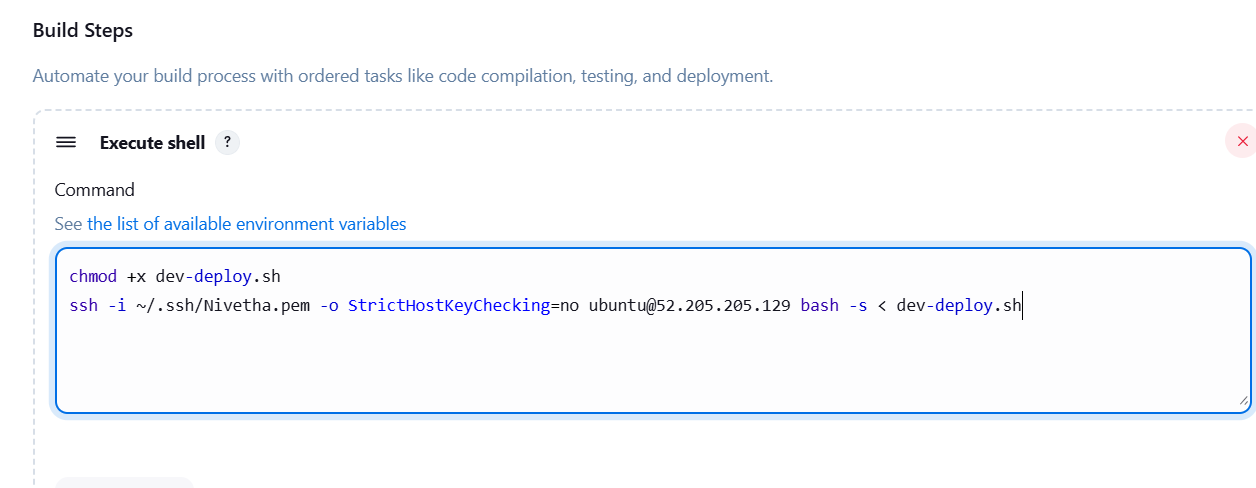 Build Steps
Automate your build process with ordered tasks like code compilation, testing, and deployment.
Execute shell ?
Command
See the list of available environment variables
chmod +x dev-deploy.sh
ssh -i ~/.ssh/Nivetha.pem -o StrictHostKeyChecking=no ubuntu@52.205.205.129 bash -s < dev-deploy.sh